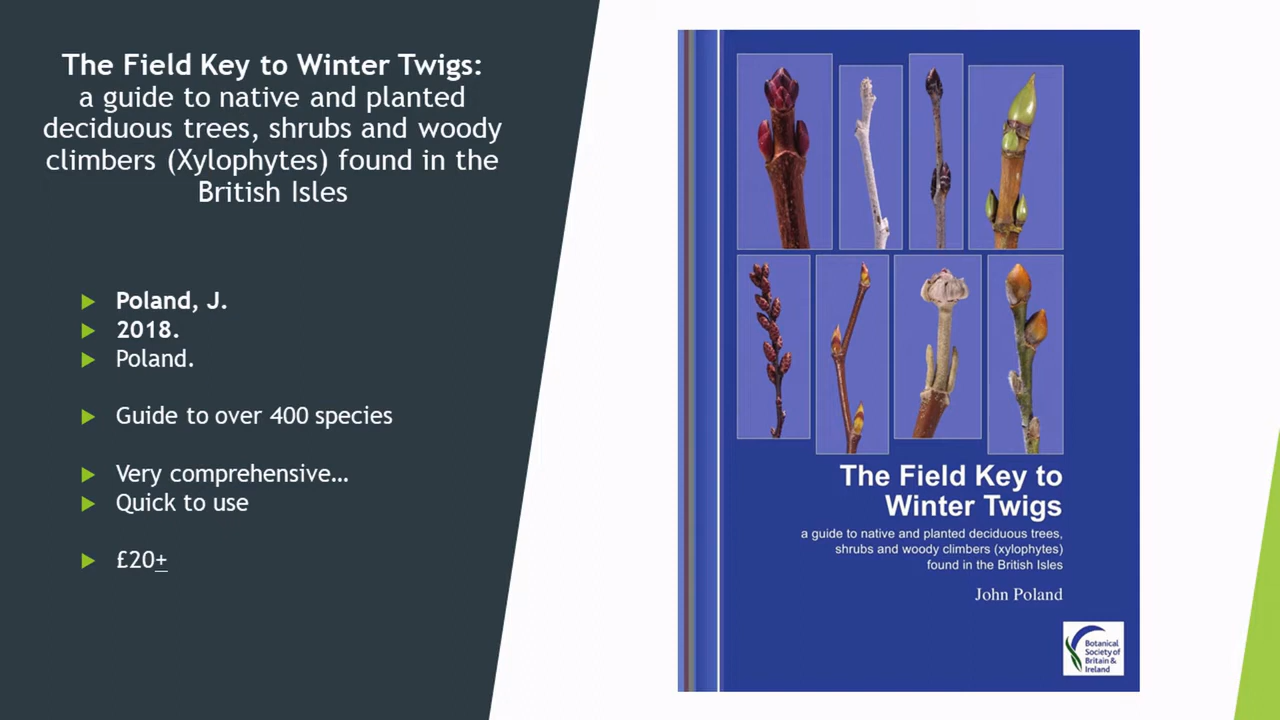 The Field Key to Winter Twigs:
a guide to native and planted
deciduous trees, shrubs and woody
climbers (Xylophytes) found in the
British Isles
Poland, J.
2018.
Poland.
Guide to over 400 species
Very comprehensive…
Quick to use
£20+
The Field Key to
Winter Twigs
a guide to native and planted deciduous trees,
shrubs and woody climbers (xylophytes)
found in the British Isles
John Poland
Botanical
Society of
Britain &
Ireland